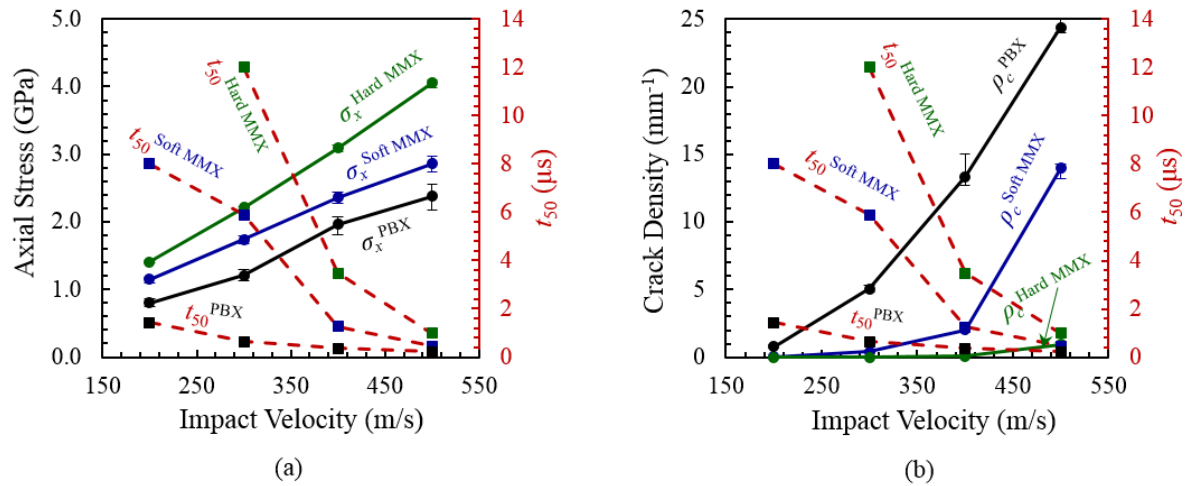 5.0
4.0
3.0
2.0
1.0
0.0
Axial Stress (GPa)
14
12
10
8
6
4
2
0
t50 (μs)
t50 Hard MMX
σx Hard MMX
t50 Soft MMX
σx Soft MMX
σx PBX
t50 PBX
150 250 350 450 550
Impact Velocity (m/s)
(a)
25
20
15
10
5
0
Crack Density (mm-1)
14
12
10
8
6
4
2
0
t50 (μs)
t50 Hard MMX
ρc PBX
t50 Soft MMX
ρc Soft MMX
ρc Hard MMX
t50 PBX
150 250 350 450 550
Impact Velocity (m/s)
(b)